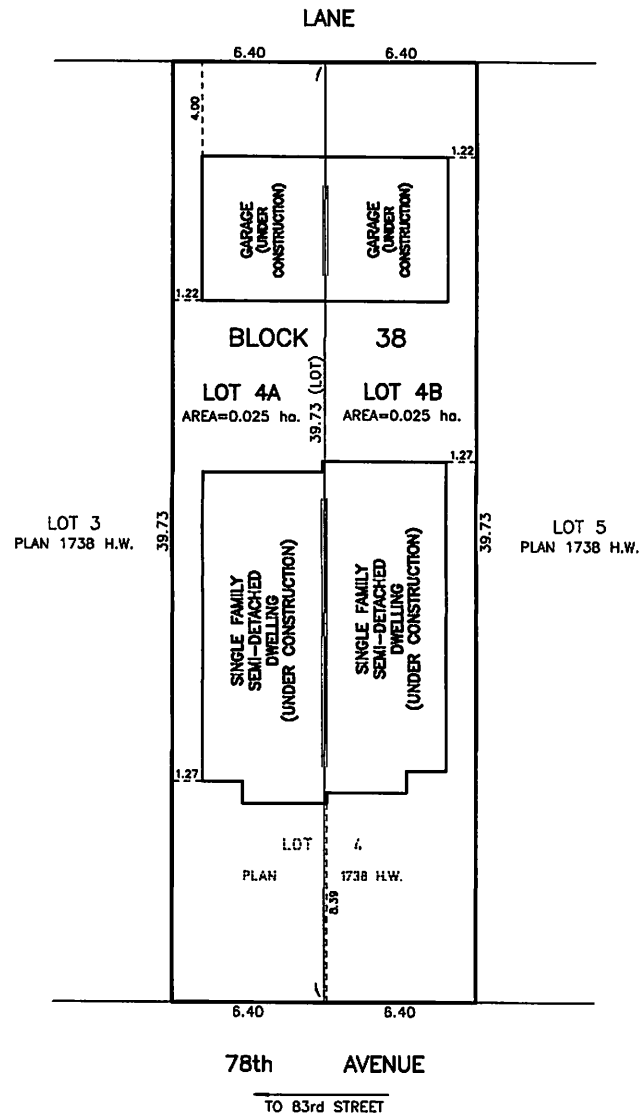 LANE
6.40 6.40
4.00
1.22
GARAGE
(UNDER
CONSTRUCTION)
GARAGE
(UNDER
CONSTRUCTION)
1.22
BLOCK 38
LOT 4A
AREA=0.025 ha.
39.73 (LOT)
LOT 4B
AREA=0.025 ha.
1.27
LOT 3
PLAN 1738 H.W.
39.73
39.73
LOT 5
PLAN 1738 H.W.
SINGLE FAMILY
SEMI-DETACHED
DWELLING
(UNDER CONSTRUCTION)
SINGLE FAMILY
SEMI-DETACHED
DWELLING
(UNDER CONSTRUCTION)
1.27
LOT 4
PLAN 1738 H.W.
8.39
6.40 6.40
78th AVENUE
TO 83rd STREET